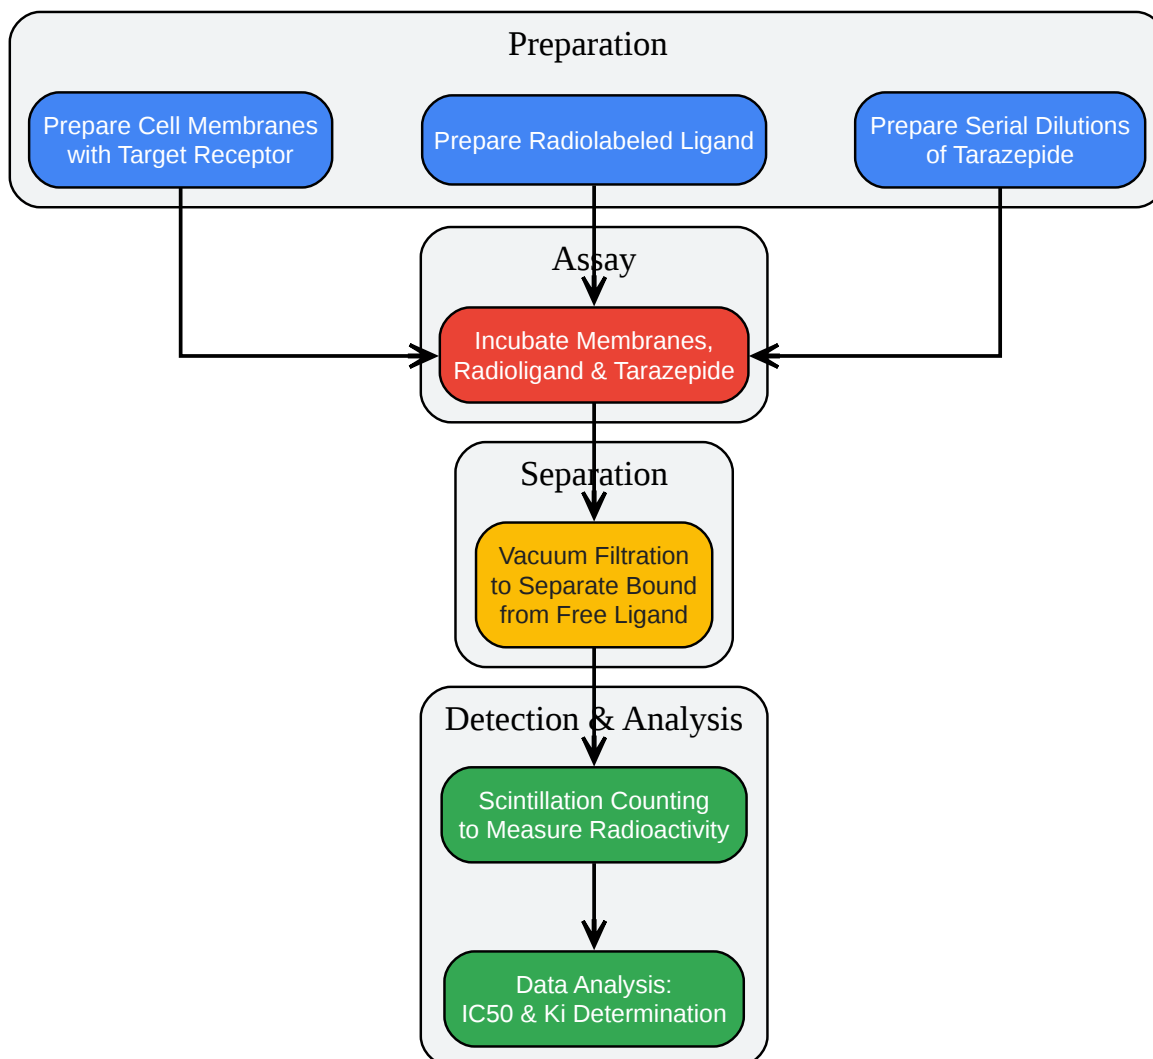 Preparation
Prepare Cell Membranes
with Target Receptor
Prepare Radiolabeled Ligand
Prepare Serial Dilutions
of Tarazepide
Assay
Incubate Membranes,
Radioligand & Tarazepide
Separation
Vacuum Filtration
to Separate Bound
from Free Ligand
Detection & Analysis
Scintillation Counting
to Measure Radioactivity
Data Analysis:
IC50 & Ki Determination